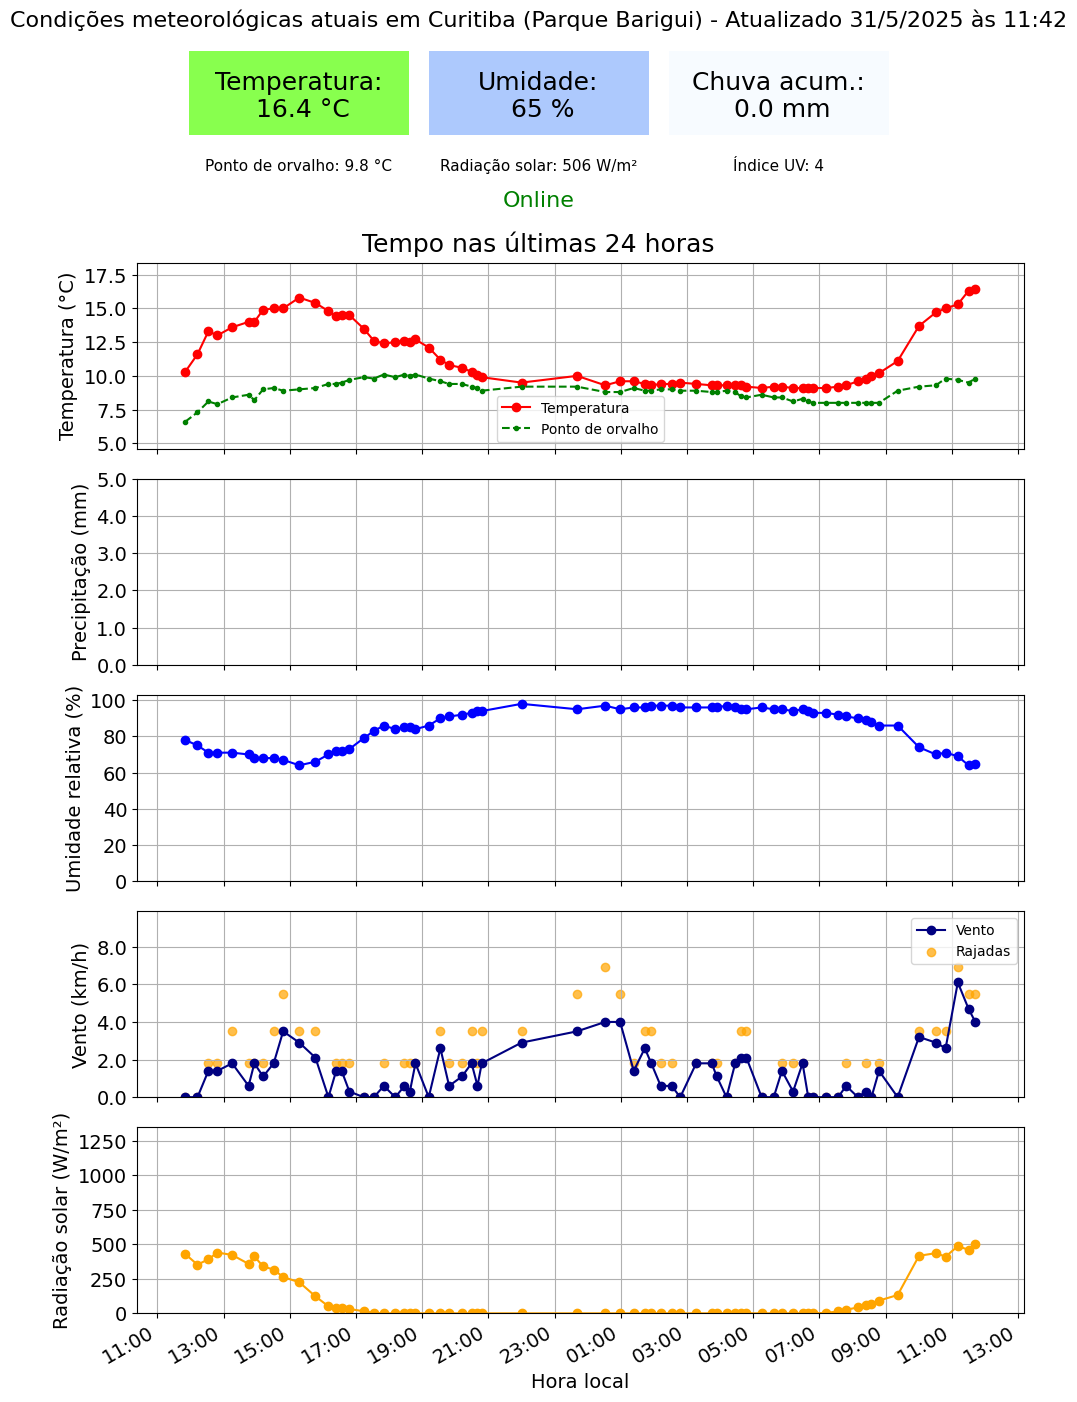 Condições meteorológicas atuais em Curitiba (Parque Barigui) - Atualizado 31/5/2025 às 11:42
Temperatura:
16.4 °C
Umidade:
65 %
Chuva acum.:
0.0 mm
Ponto de orvalho: 9.8 °C
Radiação solar: 506 W/m²
Índice UV: 4
Online
Tempo nas últimas 24 horas
Temperatura (°C)
17.5
15.0
12.5
10.0
7.5
5.0
Temperatura
Ponto de orvalho
Precipitação (mm)
5.0
4.0
3.0
2.0
1.0
0.0
Umidade relativa (%)
100
80
60
40
20
0
Vento (km/h)
8.0
6.0
4.0
2.0
0.0
Vento
Rajadas
Radiação solar (W/m²)
1250
1000
750
500
250
0
11:00
13:00
15:00
17:00
19:00
21:00
23:00
01:00
03:00
05:00
07:00
09:00
11:00
13:00
Hora local